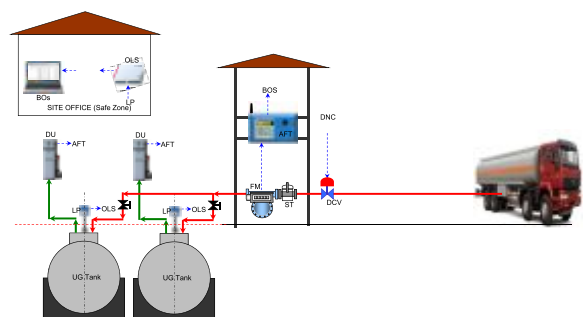 OLS
BOs
LP
SITE OFFICE (Safe Zone)
BOS
DNC
AFT
DU
AFT
DU
AFT
FM
ST
DCV
LP
OLS
LP
OLS
UG.Tank
UG.Tank